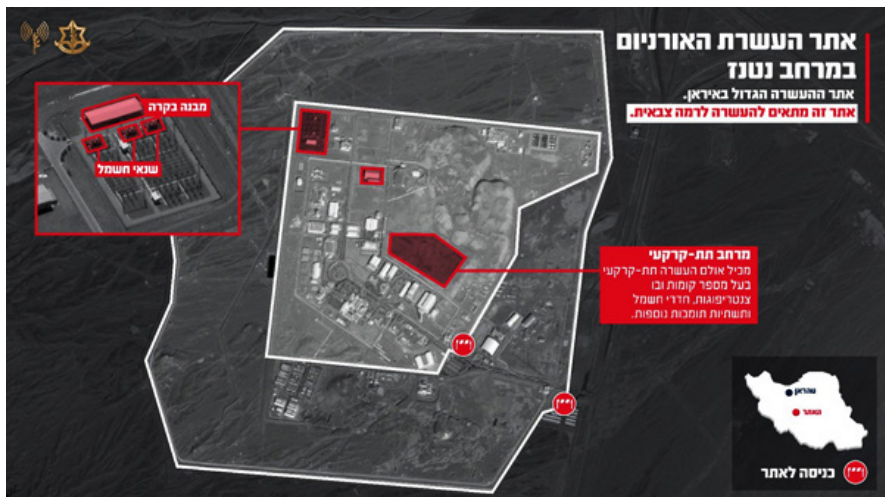 אתר העשרת האורניום
במרחב נטנז
אתר ההעשרה הגדול באיראן.
אתר זה מתאים להעשרה לרמה צבאית.
מבנה בקרה
שנאי חשמל
מרחב תת-קרקעי
מכיל אולם העשרה תת-קרקעי
בעל מספר קומות ובו
צנטריפוגות, חדרי חשמל
ותשתיות תומכות נוספות.
טהראן
האתר
כניסה לאתר